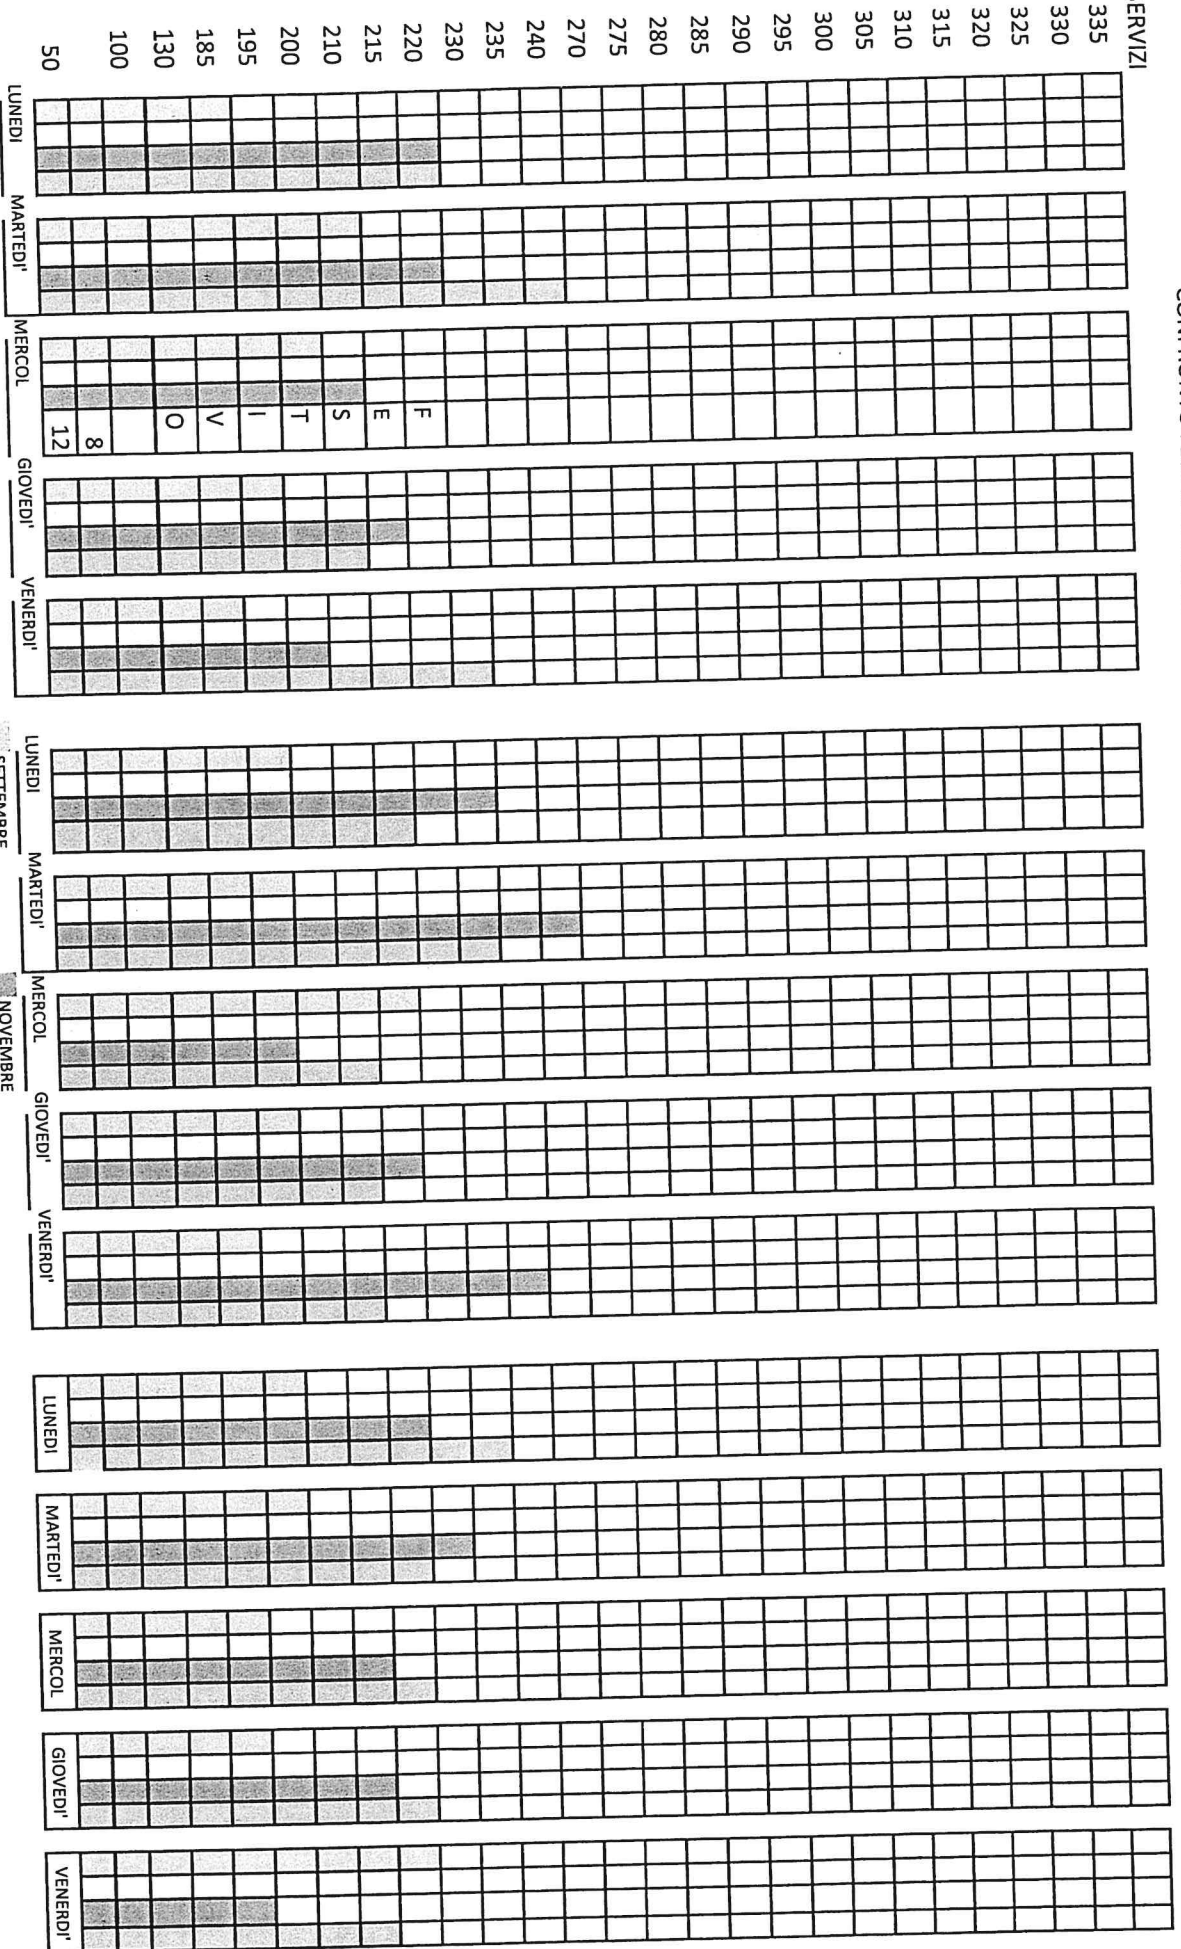 SERVIZI
335
330
325
320
315
310
305
300
295
290
285
280
275
270
240
235
230
220
215
210
200
195
185
130
100
50
F
E
S
T
I
V
O
8
12
LUNEDI
MARTEDI'
MERCOL
GIOVEDI'
VENERDI'
LUNEDI
MARTEDI'
MERCOL
GIOVEDI'
VENERDI'
LUNEDI
MARTEDI'
MERCOL
GIOVEDI'
VENERDI'
SETTEMBRE
NOVEMBRE